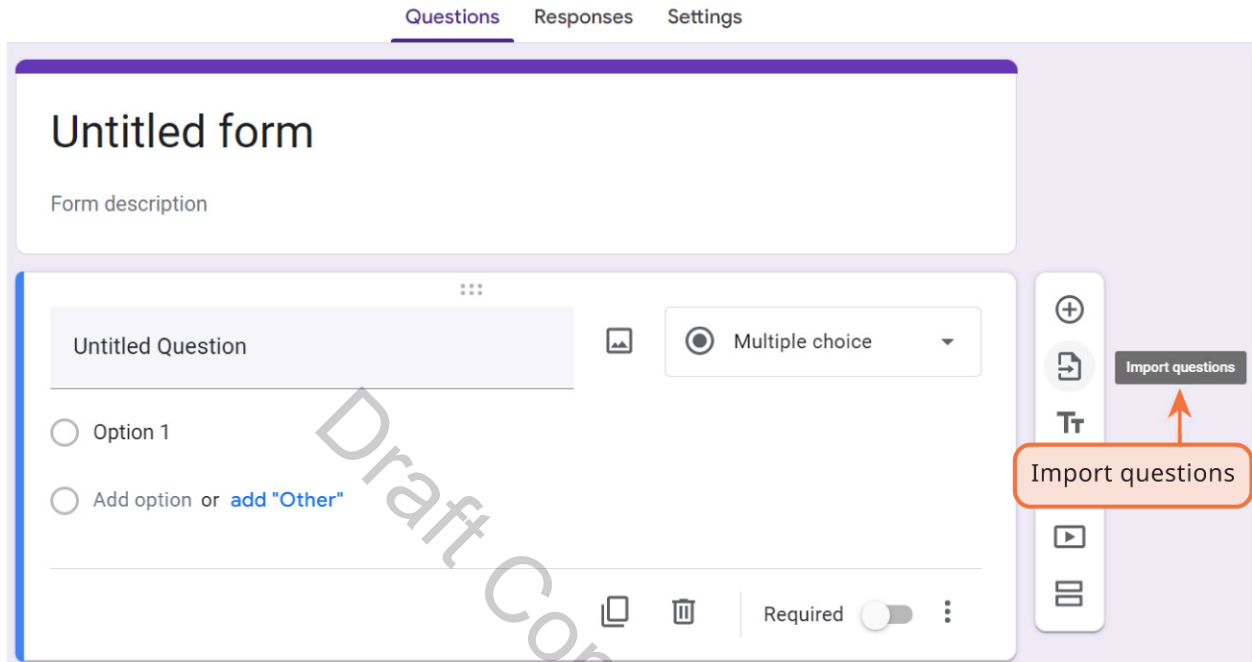 Questions Responses Settings
Untitled form
Form description
Untitled Question
Multiple choice
Import questions
Tт
Option 1
Import questions
Add option or add "Other"
Required
Draft